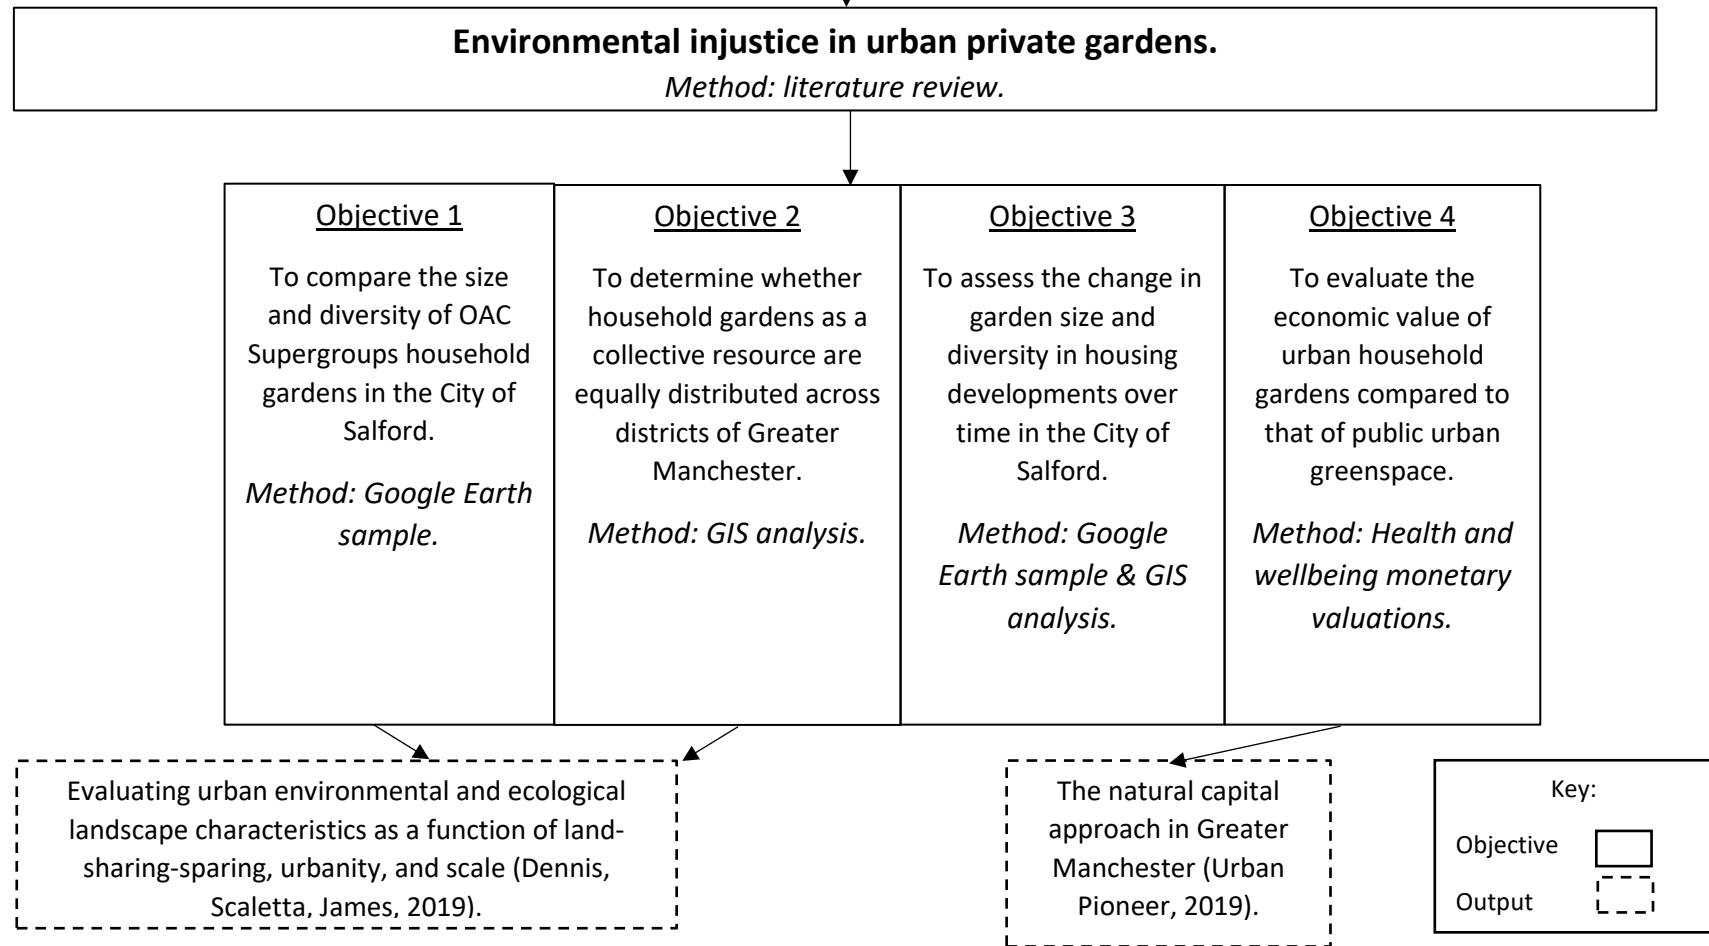 Environmental injustice in urban private gardens.
Method: literature review.
Objective 1
To compare the size
and diversity of OAC
Supergroups household
gardens in the City of
Salford.
Method: Google Earth
sample.
Objective 2
To determine whether
household gardens as a
collective resource are
equally distributed across
districts of Greater
Manchester.
Method: GIS analysis.
Objective 3
To assess the change in
garden size and
diversity in housing
developments over
time in the City of
Salford.
Method: Google
Earth sample & GIS
analysis.
Objective 4
To evaluate the
economic value of
urban household
gardens compared to
that of public urban
greenspace.
Method: Health and
wellbeing monetary
valuations.
Evaluating urban environmental and ecological
landscape characteristics as a function of land-
sharing-sparing, urbanity, and scale (Dennis,
Scaletta, James, 2019).
The natural capital
approach in Greater
Manchester (Urban
Pioneer, 2019).
Key:
Objective
Output